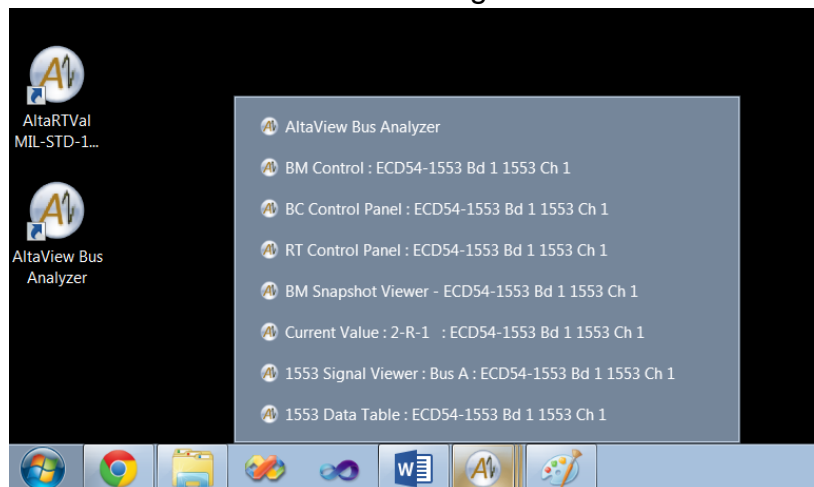 AltaRTVal
MIL-STD-1...
AltaView Bus
Analyzer
AltaView Bus Analyzer
BM Control : ECD54-1553 Bd 1 1553 Ch 1
BC Control Panel : ECD54-1553 Bd 1 1553 Ch 1
RT Control Panel : ECD54-1553 Bd 1 1553 Ch 1
BM Snapshot Viewer - ECD54-1553 Bd 1 1553 Ch 1
Current Value : 2-R-1 : ECD54-1553 Bd 1 1553 Ch 1
1553 Signal Viewer : Bus A : ECD54-1553 Bd 1 1553 Ch 1
1553 Data Table : ECD54-1553 Bd 1 1553 Ch 1